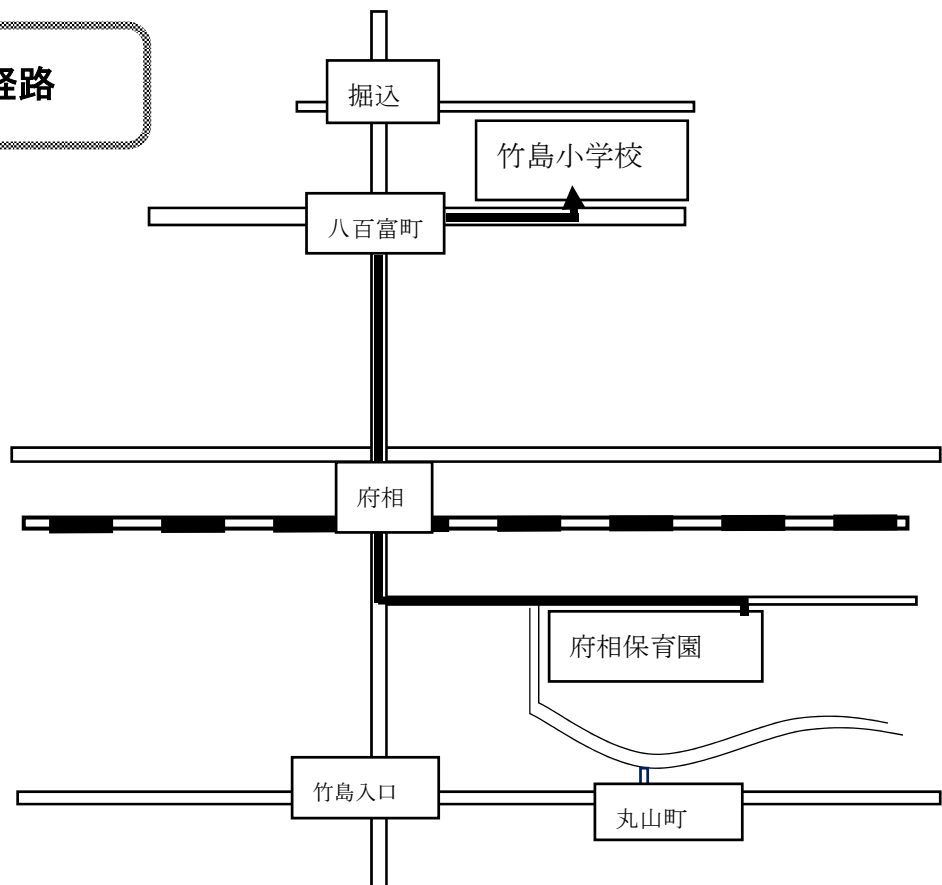 経路
掘込
竹島小学校
八百富町
府相
府相保育園
竹島入口
丸山町